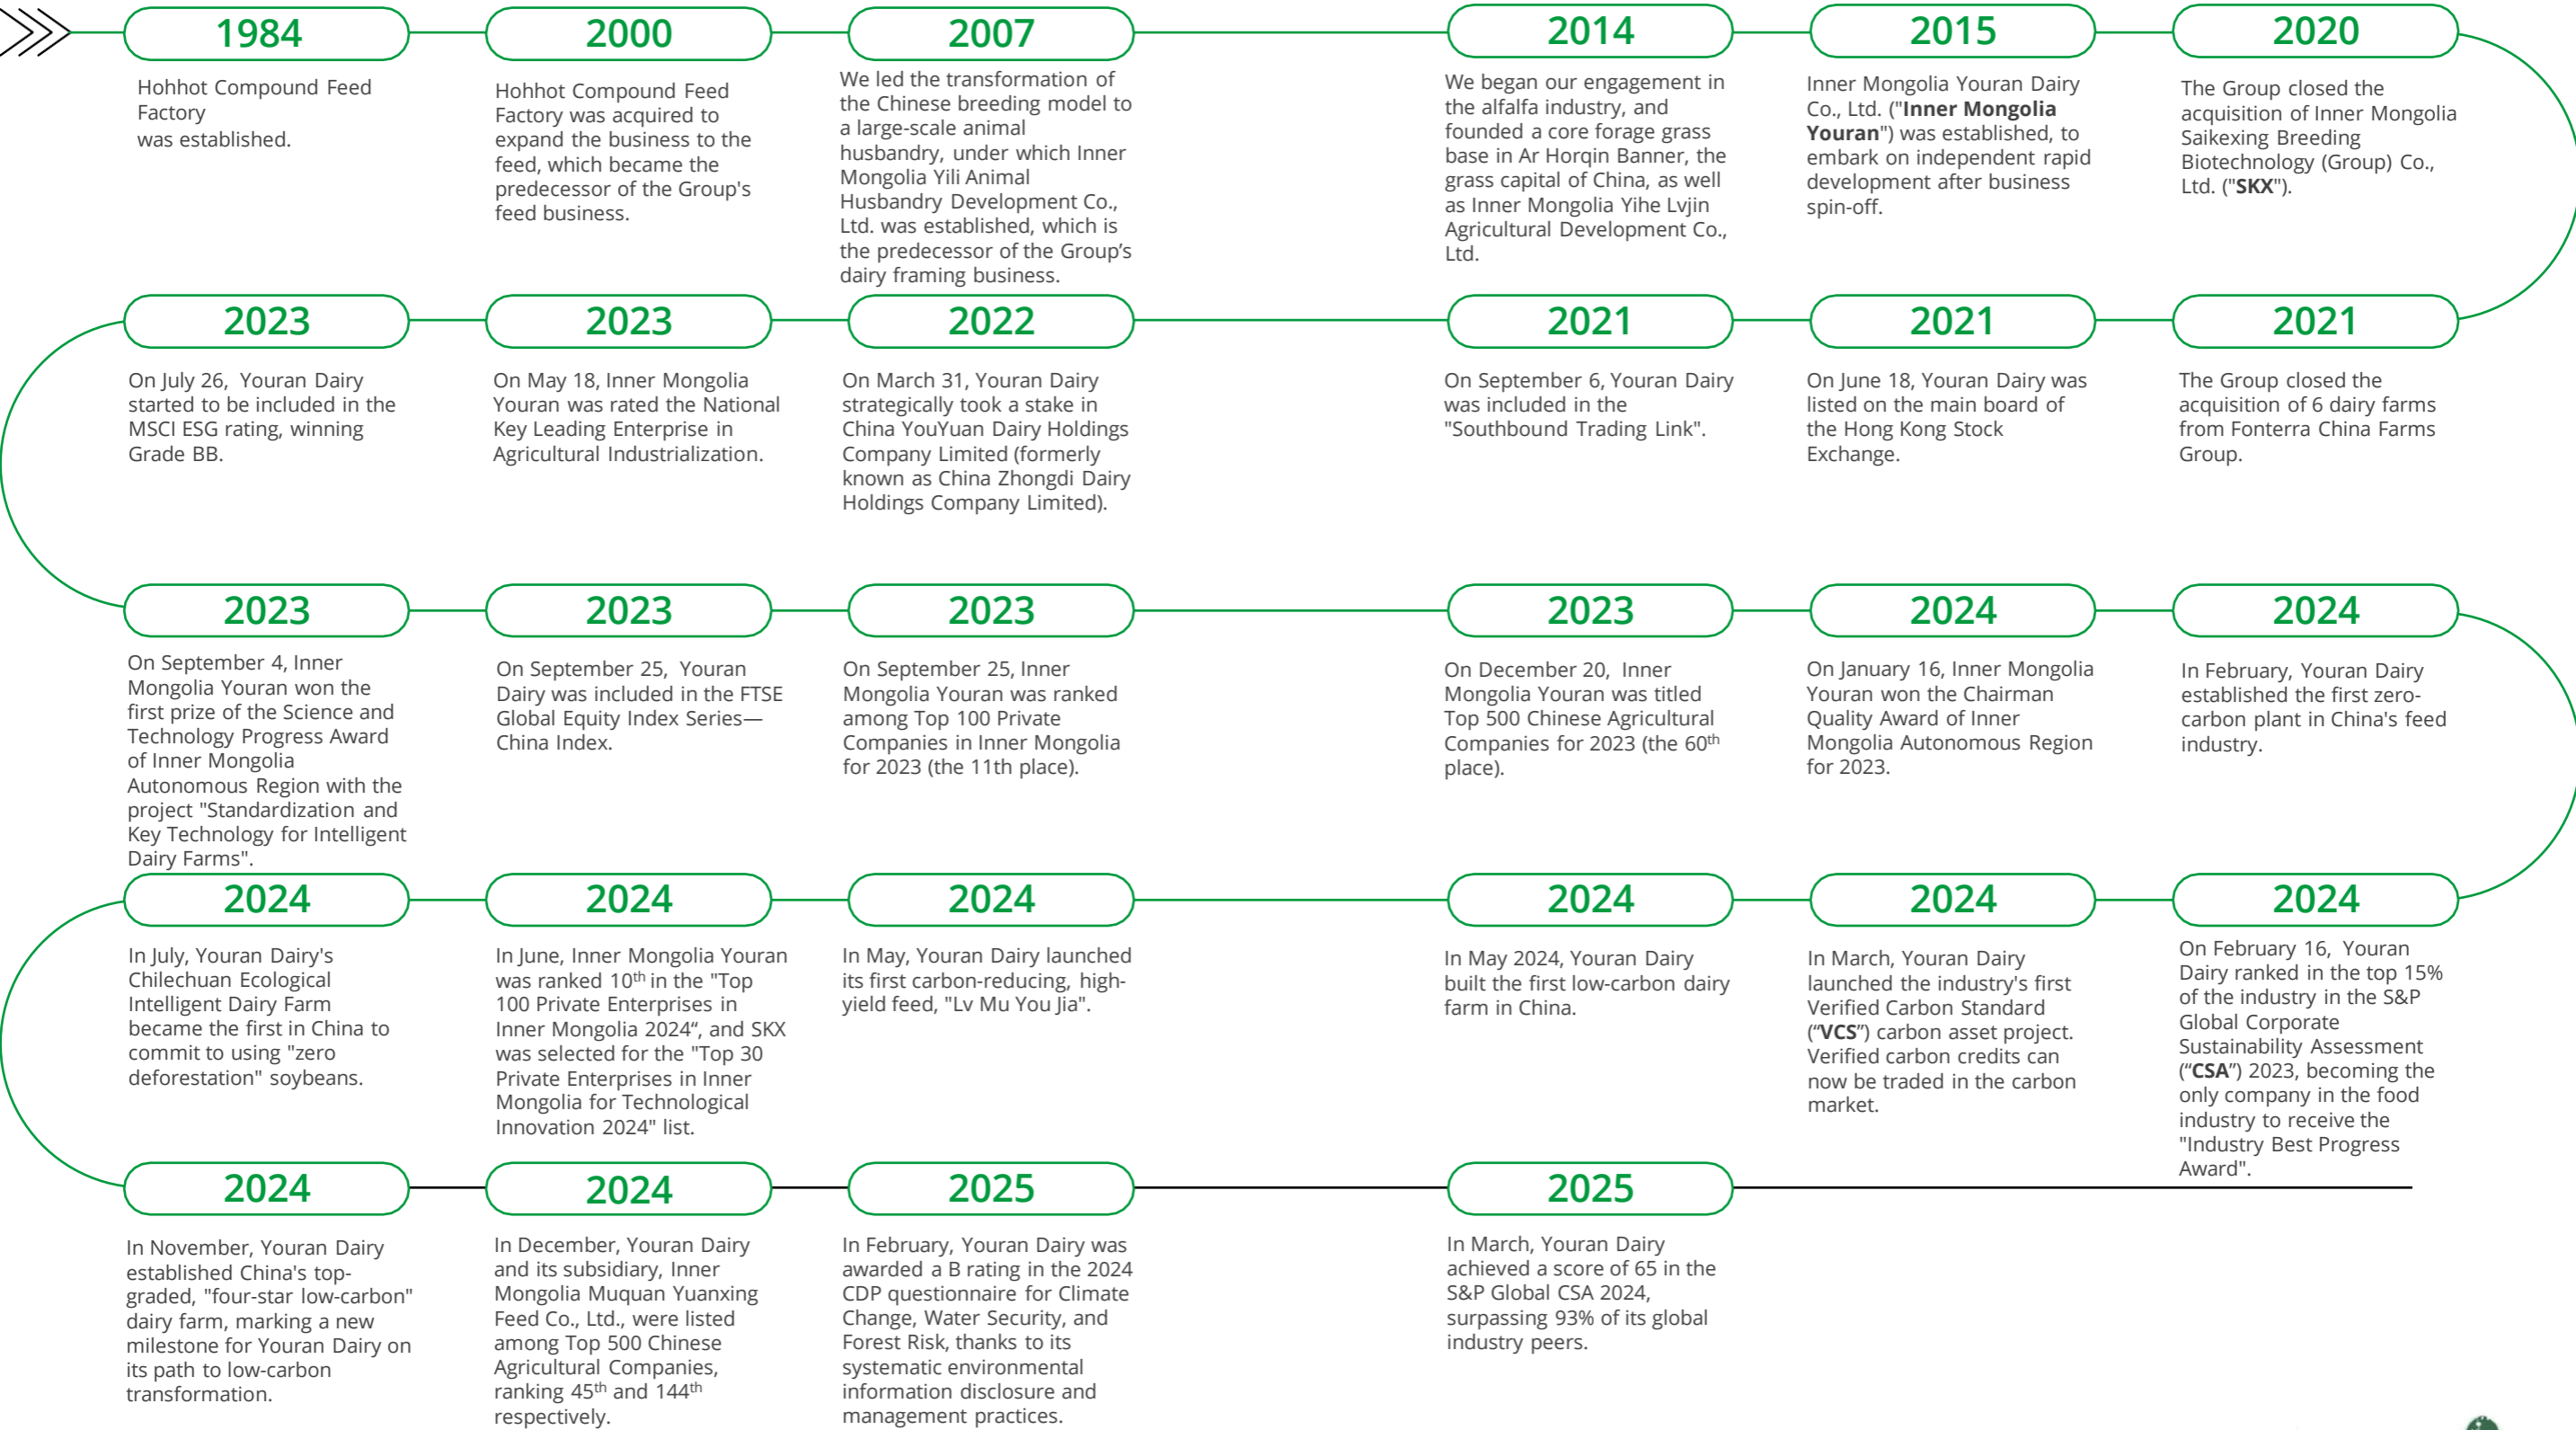 1984
Hohhot Compound Feed
Factory
was established.
2000
Hohhot Compound Feed
Factory was acquired to
expand the business to the
feed, which became the
predecessor of the Group's
feed business.
2007
We led the transformation of
the Chinese breeding model to
a large-scale animal
husbandry, under which Inner
Mongolia Yili Animal
Husbandry Development Co.,
Ltd. was established, which is
the predecessor of the Group’s
dairy framing business.
2014
We began our engagement in
the alfalfa industry, and
founded a core forage grass
base in Ar Horqin Banner, the
grass capital of China, as well
as Inner Mongolia Yihe Lvjin
Agricultural Development Co.,
Ltd.
2015
Inner Mongolia Youran Dairy
Co., Ltd. ("Inner Mongolia
Youran") was established, to
embark on independent rapid
development after business
spin-off.
2020
The Group closed the
acquisition of Inner Mongolia
Saikexing Breeding
Biotechnology (Group) Co.,
Ltd. ("SKX").
2023
On July 26, Youran Dairy
started to be included in the
MSCI ESG rating, winning
Grade BB.
2023
On May 18, Inner Mongolia
Youran was rated the National
Key Leading Enterprise in
Agricultural Industrialization.
2022
On March 31, Youran Dairy
strategically took a stake in
China YouYuan Dairy Holdings
Company Limited (formerly
known as China Zhongdi Dairy
Holdings Company Limited).
2021
On September 6, Youran Dairy
was included in the
"Southbound Trading Link".
2021
On June 18, Youran Dairy was
listed on the main board of
the Hong Kong Stock
Exchange.
2021
The Group closed the
acquisition of 6 dairy farms
from Fonterra China Farms
Group.
2023
On September 4, Inner
Mongolia Youran won the
first prize of the Science and
Technology Progress Award
of Inner Mongolia
Autonomous Region with the
project "Standardization and
Key Technology for Intelligent
Dairy Farms".
2023
On September 25, Youran
Dairy was included in the FTSE
Global Equity Index Series—
China Index.
2023
On September 25, Inner
Mongolia Youran was ranked
among Top 100 Private
Companies in Inner Mongolia
for 2023 (the 11th place).
2023
On December 20, Inner
Mongolia Youran was titled
Top 500 Chinese Agricultural
Companies for 2023 (the 60th
place).
2024
On January 16, Inner Mongolia
Youran won the Chairman
Quality Award of Inner
Mongolia Autonomous Region
for 2023.
2024
In February, Youran Dairy
established the first zero-
carbon plant in China's feed
industry.
2024
In July, Youran Dairy's
Chilechuan Ecological
Intelligent Dairy Farm
became the first in China to
commit to using "zero
deforestation" soybeans.
2024
In June, Inner Mongolia Youran
was ranked 10th in the "Top
100 Private Enterprises in
Inner Mongolia 2024“, and SKX
was selected for the "Top 30
Private Enterprises in Inner
Mongolia for Technological
Innovation 2024" list.
2024
In May, Youran Dairy launched
its first carbon-reducing, high-
yield feed, "Lv Mu You Jia".
2024
In May 2024, Youran Dairy
built the first low-carbon dairy
farm in China.
2024
In March, Youran Dairy
launched the industry's first
Verified Carbon Standard
(“VCS”) carbon asset project.
Verified carbon credits can
now be traded in the carbon
market.
2024
On February 16, Youran
Dairy ranked in the top 15%
of the industry in the S&P
Global Corporate
Sustainability Assessment
(“CSA”) 2023, becoming the
only company in the food
industry to receive the
"Industry Best Progress
Award".
2024
In November, Youran Dairy
established China's top-
graded, "four-star low-carbon"
dairy farm, marking a new
milestone for Youran Dairy on
its path to low-carbon
transformation.
2024
In December, Youran Dairy
and its subsidiary, Inner
Mongolia Muquan Yuanxing
Feed Co., Ltd., were listed
among Top 500 Chinese
Agricultural Companies,
ranking 45th and 144th
respectively.
2025
In February, Youran Dairy was
awarded a B rating in the 2024
CDP questionnaire for Climate
Change, Water Security, and
Forest Risk, thanks to its
systematic environmental
information disclosure and
management practices.
2025
In March, Youran Dairy
achieved a score of 65 in the
S&P Global CSA 2024,
surpassing 93% of its global
industry peers.